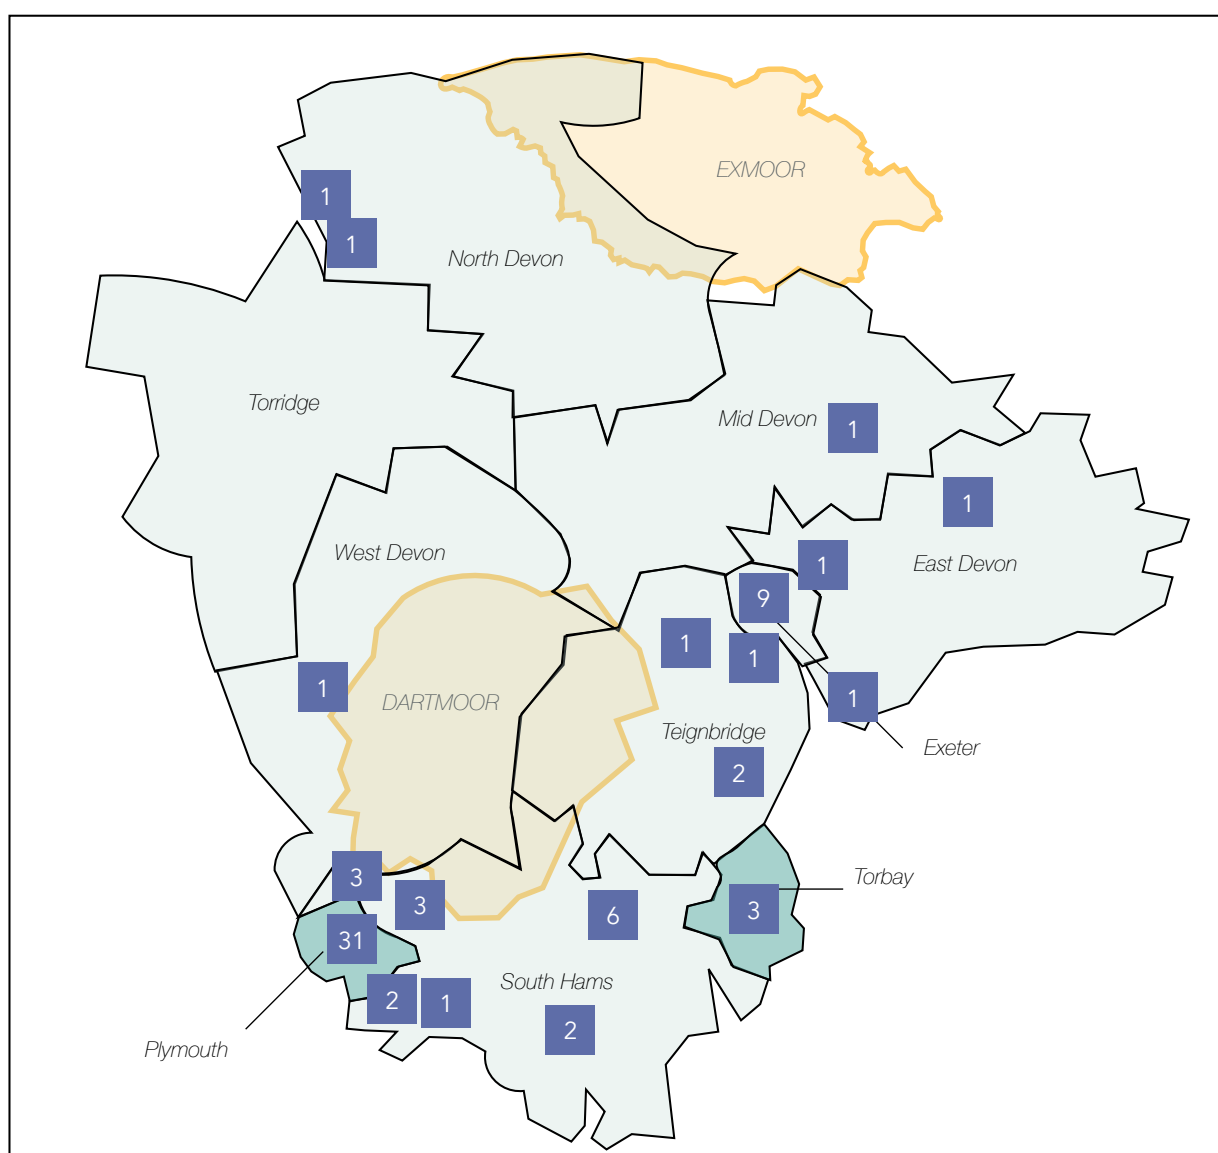 EXMOOR
1
1
North Devon
Torridge
Mid Devon
1
1
West Devon
1
East Devon
9
1
1
1
DARTMOOR
1
Teignbridge
Exeter
2
3
Torbay
3
6
3
31
South Hams
2
1
2
Plymouth